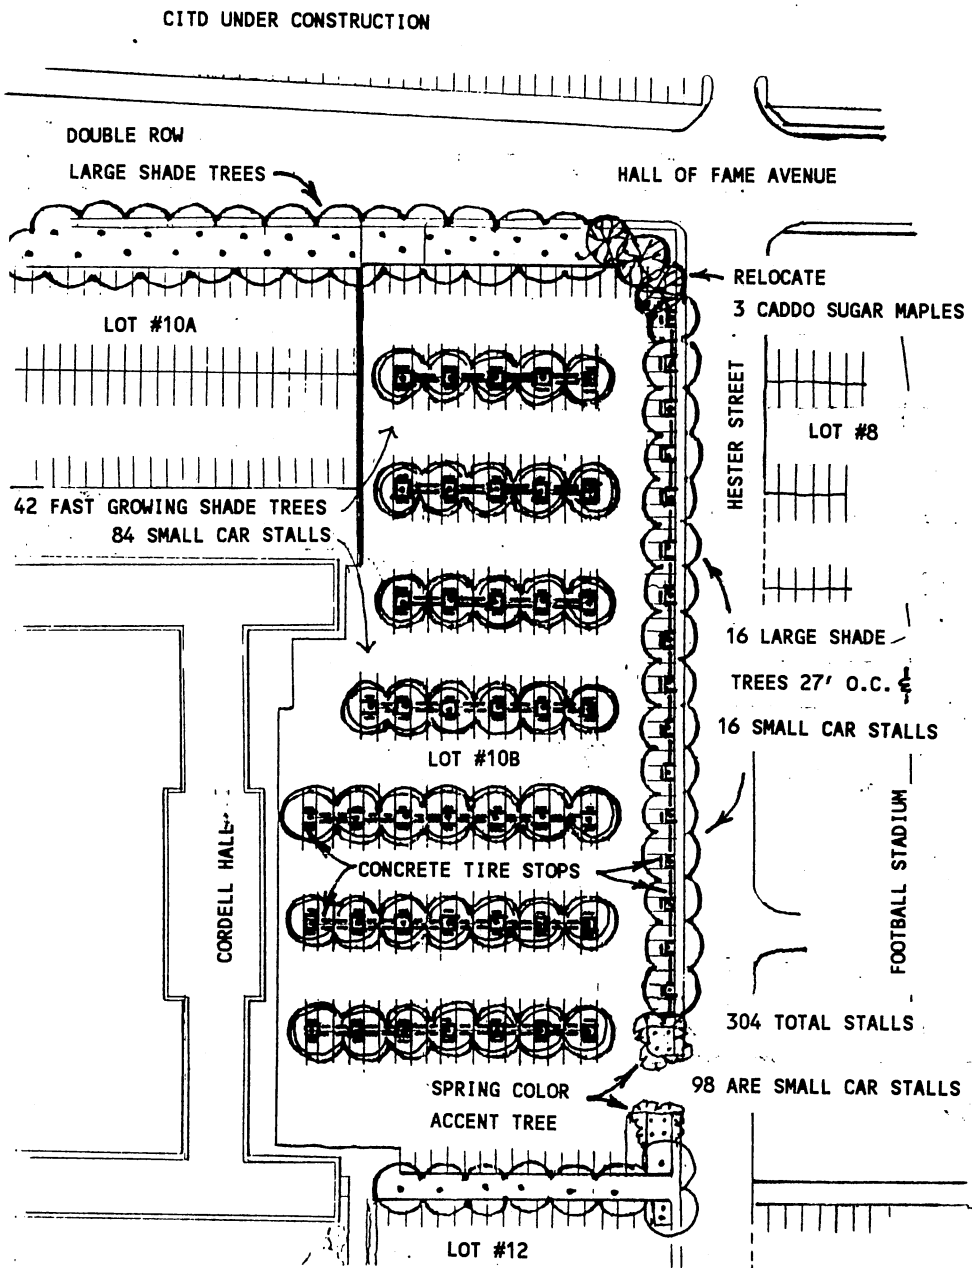 CITD UNDER CONSTRUCTION
DOUBLE ROW
LARGE SHADE TREES
HALL OF FAME AVENUE
RELOCATE
3 CADDO SUGAR MAPLES
LOT #10A
HESTER STREET
LOT #8
42 FAST GROWING SHADE TREES
84 SMALL CAR STALLS
16 LARGE SHADE
TREES 27' O.C. &
16 SMALL CAR STALLS
LOT #10B
CORDELL HALL
CONCRETE TIRE STOPS
FOOTBALL STADIUM
304 TOTAL STALLS
98 ARE SMALL CAR STALLS
SPRING COLOR
ACCENT TREE
LOT #12